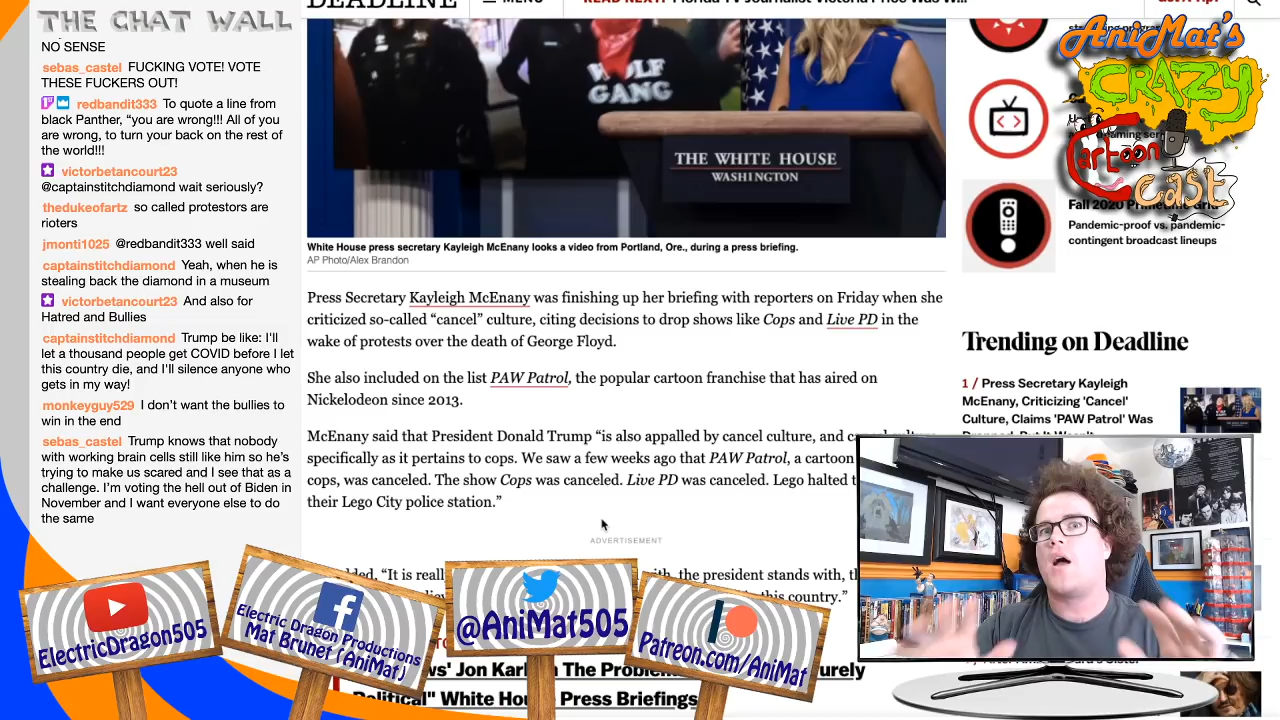 THE CHAT WALL
NO SENSE
sebas_castel FUCKING VOTE! VOTE
THESE FUCKERS OUT!
redbandit333 To quote a line from
black Panther, “you are wrong!!! All of you
are wrong, to turn your back on the rest of
the world!!!
victorbetancourt23
@captainstitchdiamond wait seriously?
thedukeofartz so called protestors are
rioters
jmonti1025 @redbandit333 well said
captainstitchdiamond Yeah, when he is
stealing back the diamond in a museum
victorbetancourt23 And also for
Hatred and Bullies
captainstitchdiamond Trump be like: I'll
let a thousand people get COVID before I let
this country die, and I'll silence anyone who
gets in my way!
monkeyguy529 I don’t want the bullies to
win in the end
sebas_castel Trump knows that nobody
with working brain cells still like him so he’s
trying to make us scared and I see that as a
challenge. I’m voting the hell out of Biden in
November and I want everyone else to do
the same
DEADLINE
MENU
READ NEXT: Florida TV Journalist Victoria Price Was W...
GANG
THE WHITE HOUSE
WASHINGTON
White House press secretary Kayleigh McEnany looks a video from Portland, Ore., during a press briefing.
AP Photo/Alex Brandon
Press Secretary Kayleigh McEnany was finishing up her briefing with reporters on Friday when she
criticized so-called “cancel” culture, citing decisions to drop shows like Cops and Live PD in the
wake of protests over the death of George Floyd.
She also included on the list PAW Patrol, the popular cartoon franchise that has aired on
Nickelodeon since 2013.
McEnany said that President Donald Trump “is also appalled by cancel culture, and
specifically as it pertains to cops. We saw a few weeks ago that PAW Patrol, a cartoon
cops, was canceled. The show Cops was canceled. Live PD was canceled. Lego halted
their Lego City police station.”
ADVERTISEMENT
“It is
the president stands with,
this country.”
Jon
The
Political" White House Press Briefings
AniMat's
CRAZY
Cartoon
Cast
Fall 2020
Pandemic-proof vs. pandemic-
contingent broadcast lineups
Trending on Deadline
1 / Press Secretary Kayleigh
McEnany, Criticizing 'Cancel'
Culture, Claims 'PAW Patrol' Was
ElectricDragon505
Electric Dragon Productions
Mat Brunet (AniMat)
@AniMat505
Patreon.com/AniMat